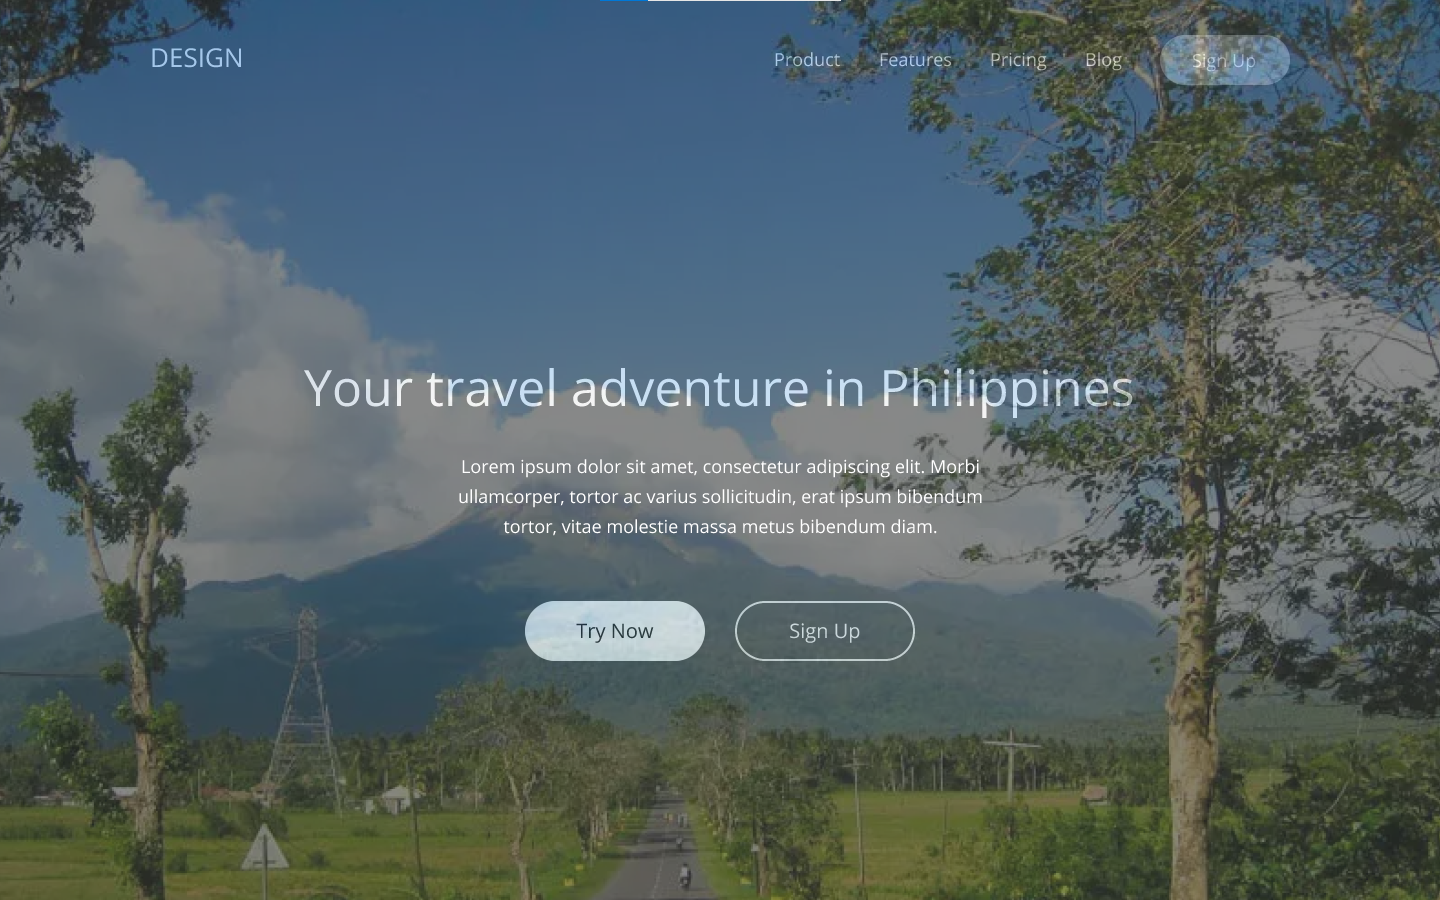 DESIGN
Product Features Pricing Blog Sign Up
Your travel adventure in Philippines
Lorem ipsum dolor sit amet, consectetur adipiscing elit. Morbi
ullamcorper, tortor ac varius sollicitudin, erat ipsum bibendum
tortor, vitae molestie massa metus bibendum diam.
Try Now Sign Up